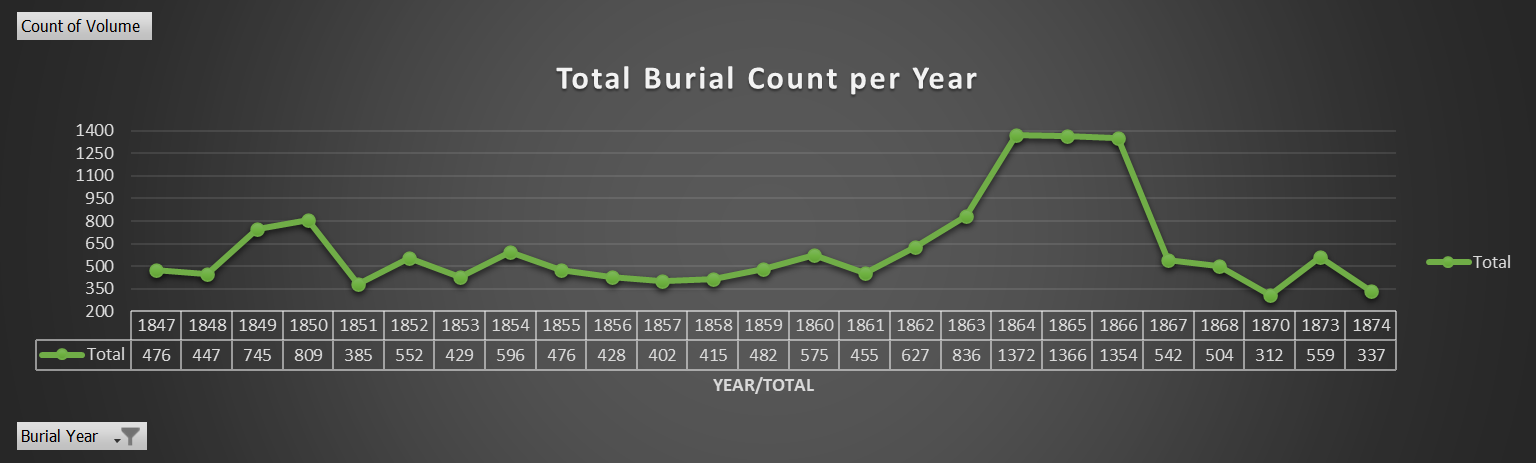 Count of Volume
Total Burial Count per Year
1400
1250
1100
950
800
650
500
350
200
Total
1847 1848 1849 1850 1851 1852 1853 1854 1855 1856 1857 1858 1859 1860 1861 1862 1863 1864 1865 1866 1867 1868 1870 1873 1874
Total 476 447 745 809 385 552 429 596 476 428 402 415 482 575 455 627 836 1372 1366 1354 542 504 312 559 337
YEAR/TOTAL
Burial Year